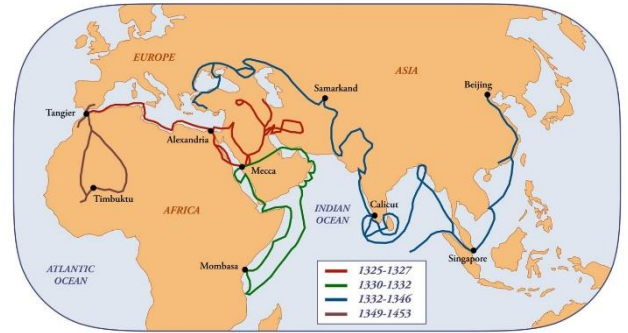 EUROPE
ASIA
Samarkand
Beijing
Tangier
Alexandria
Mecca
Timbuktu
AFRICA
INDIAN
OCEAN
Calicut
Singapore
Mombasa
ATLANTIC
OCEAN
1325-1327
1330-1332
1332-1346
1349-1453